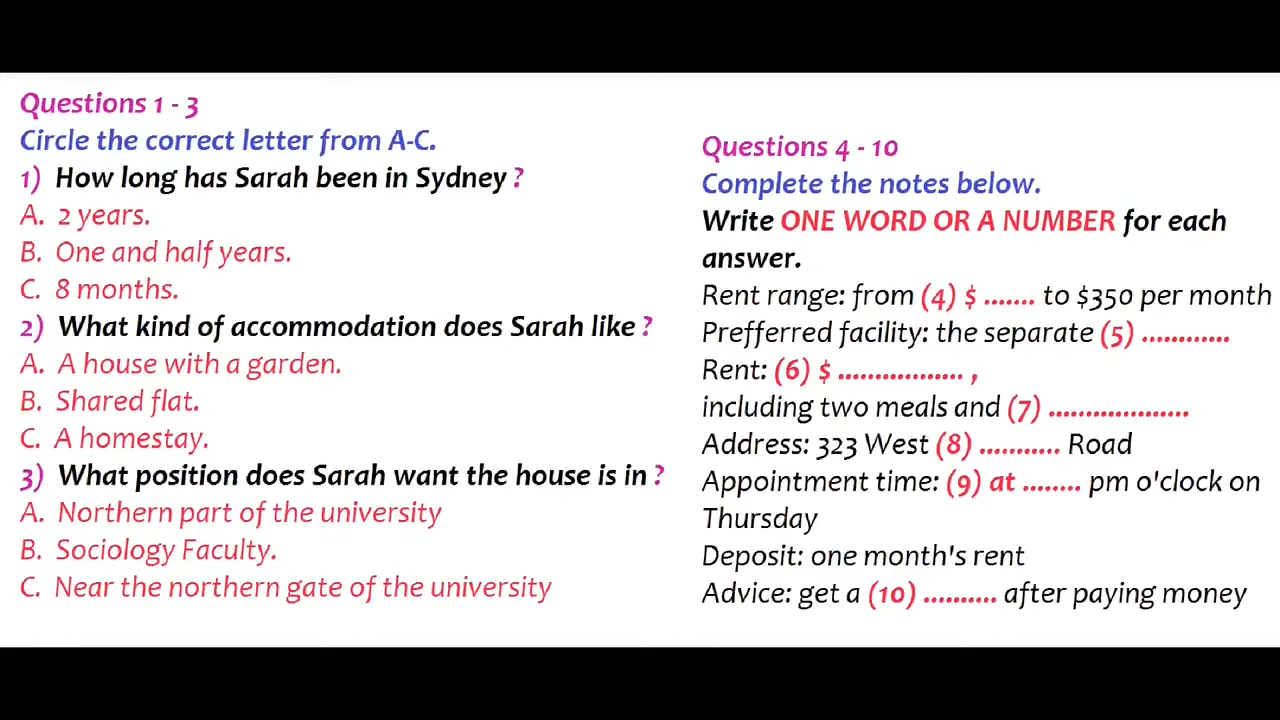 Questions 1 - 3
Circle the correct letter from A-C.
1) How long has Sarah been in Sydney ?
A. 2 years.
B. One and half years.
C. 8 months.
2) What kind of accommodation does Sarah like ?
A. A house with a garden.
B. Shared flat.
C. A homestay.
3) What position does Sarah want the house is in ?
A. Northern part of the university
B. Sociology Faculty.
C. Near the northern gate of the university
Questions 4 - 10
Complete the notes below.
Write ONE WORD OR A NUMBER for each
answer.
Rent range: from (4) $ ....... to $350 per month
Prefferred facility: the separate (5) ............
Rent: (6) $ ................. ,
including two meals and (7) ...................
Address: 323 West (8) ........... Road
Appointment time: (9) at ........ pm o'clock on
Thursday
Deposit: one month's rent
Advice: get a (10) .......... after paying money